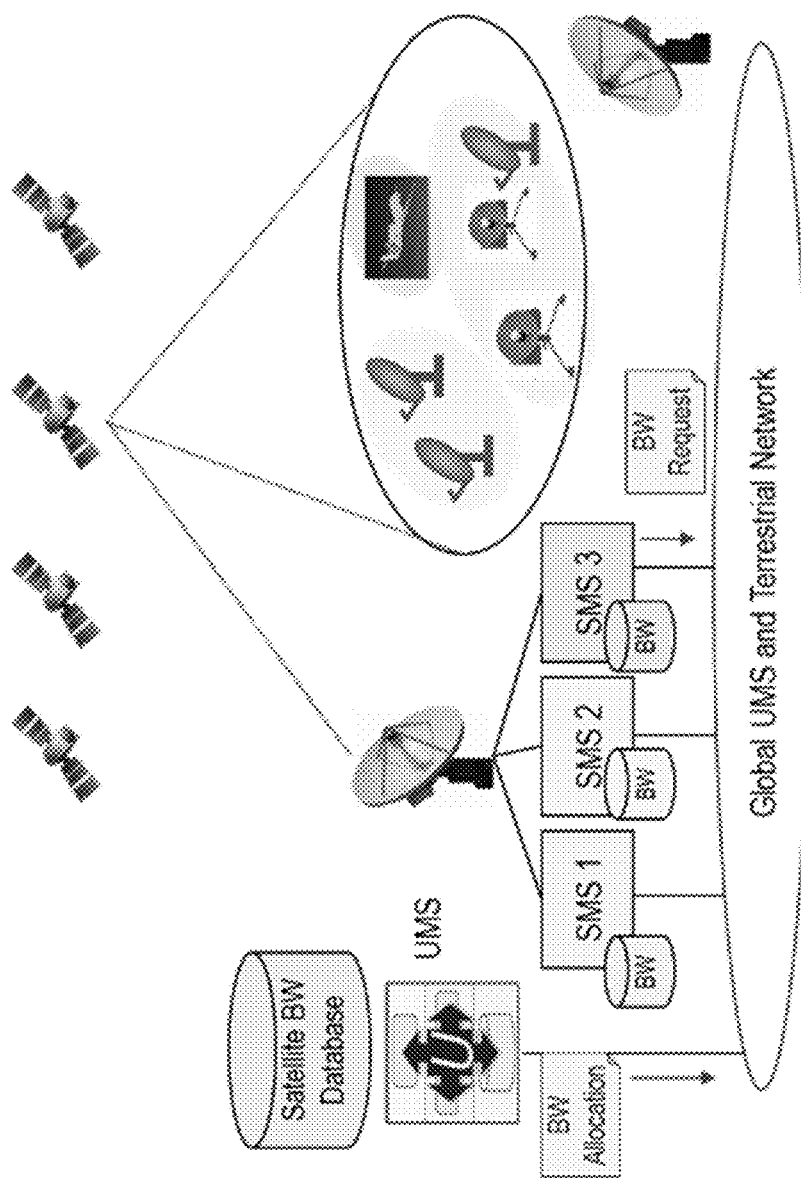 Satellite BW
Database
UMS
U
BW
Allocation
SMS 1
BW
SMS 2
BW
SMS 3
BW
BW
Request
Global UMS and Terrestrial Network